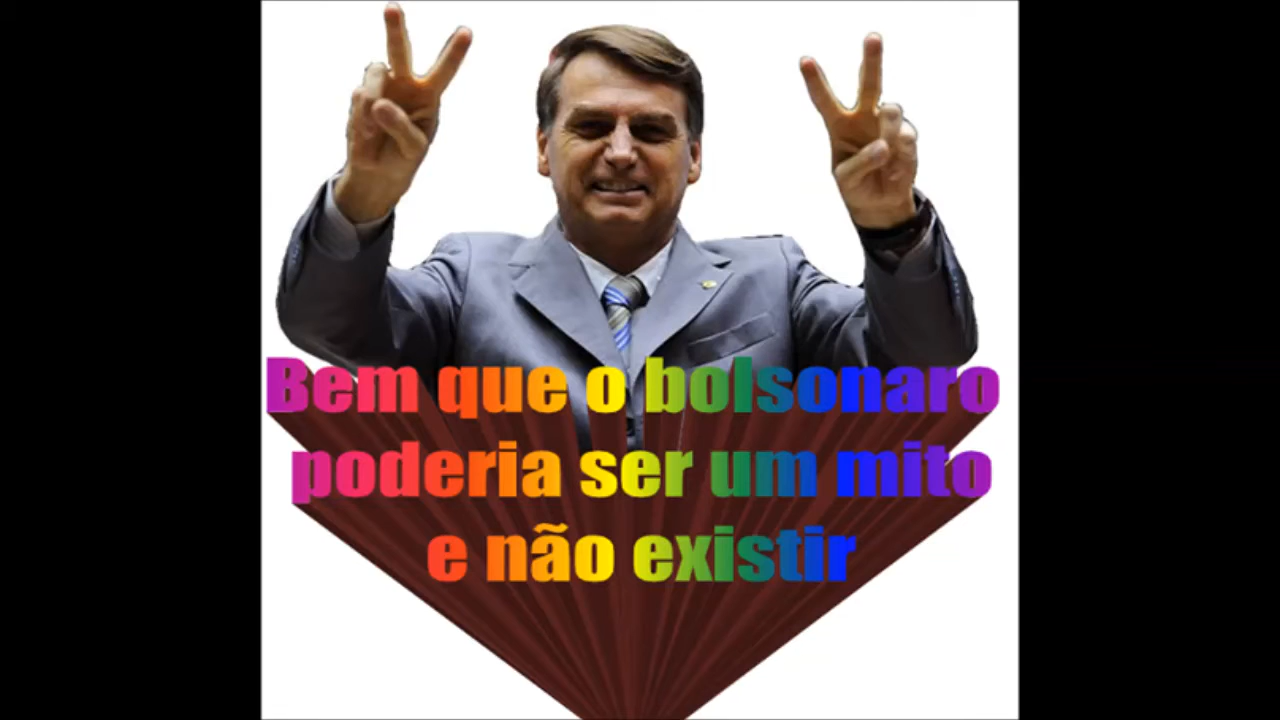 Bem que o bolsonaro
poderia ser um mito
e não existir